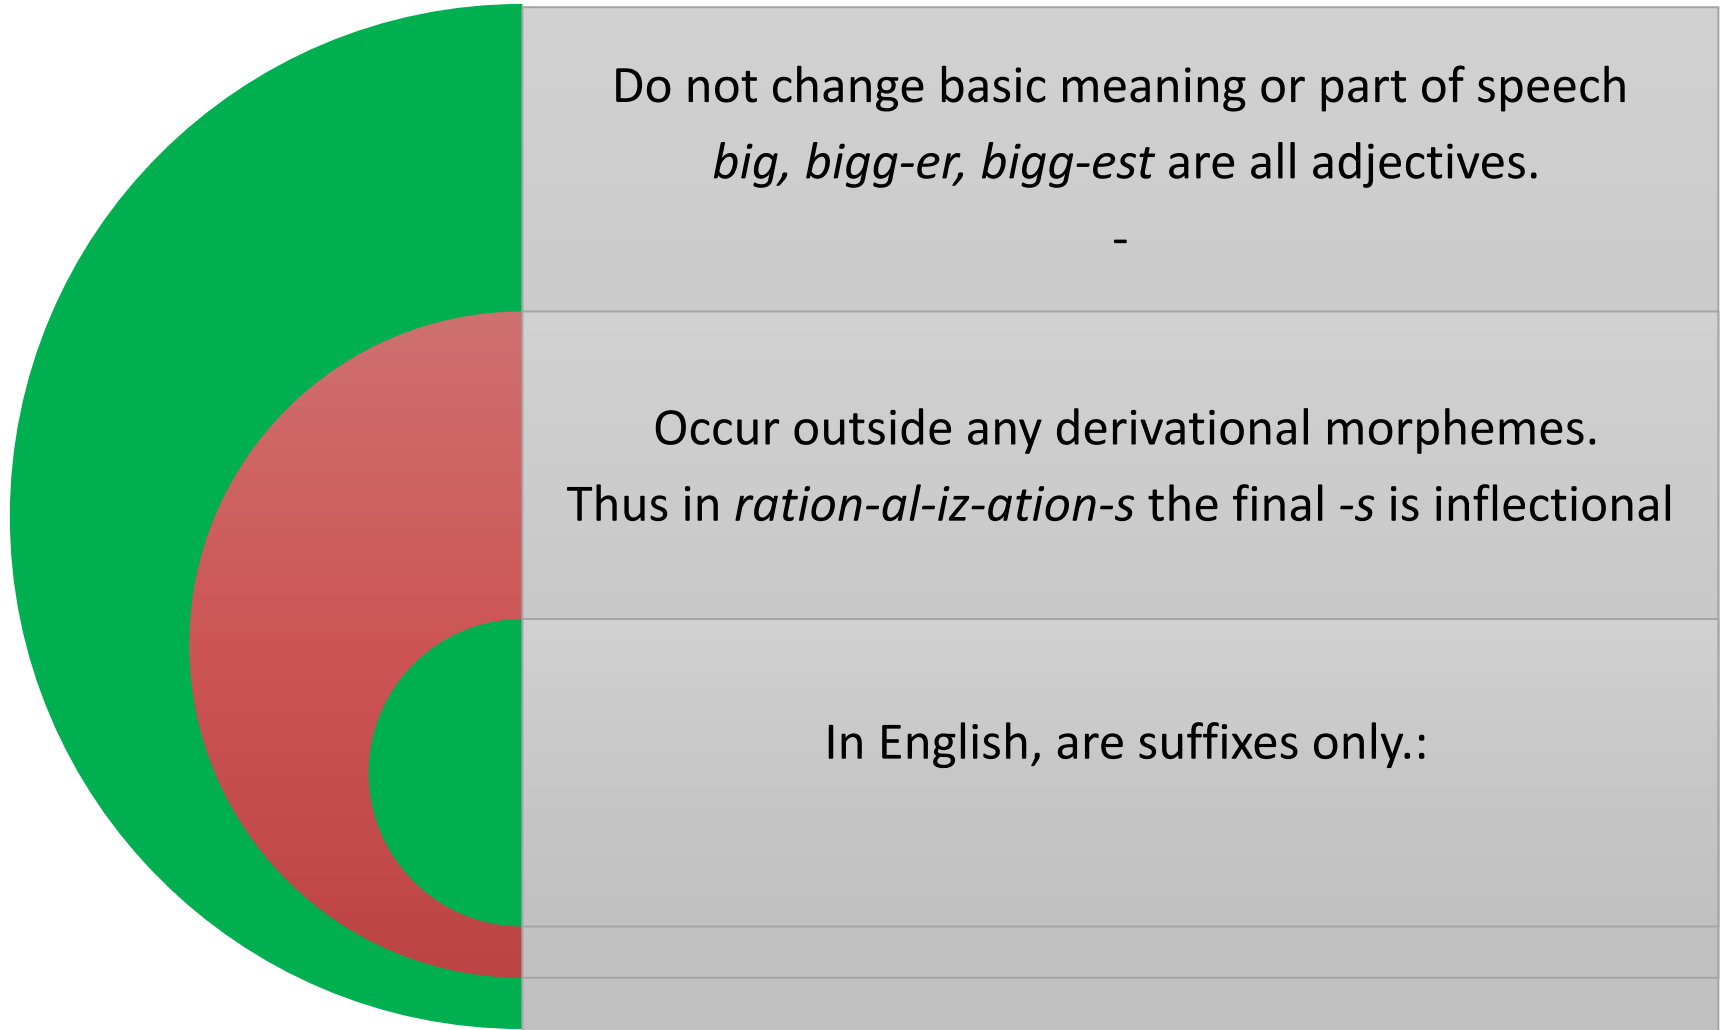 Do not change basic meaning or part of speech
big, bigg-er, bigg-est are all adjectives.
-
Occur outside any derivational morphemes.
Thus in ration-al-iz-ation-s the final -s is inflectional
In English, are suffixes only.: